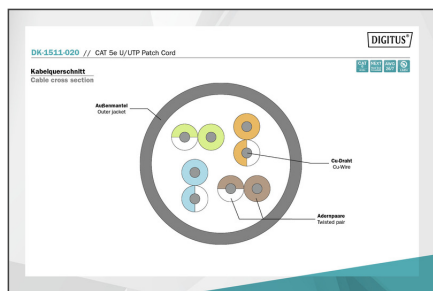 DIGITUS®
DK-1511-020 // CAT 5e U/UTP Patch Cord
Kabelquerschnitt
Cable cross section
Außenmantel
Outer jacket
Cu-Draht
Cu-Wire
Adernpaare
Twisted pair